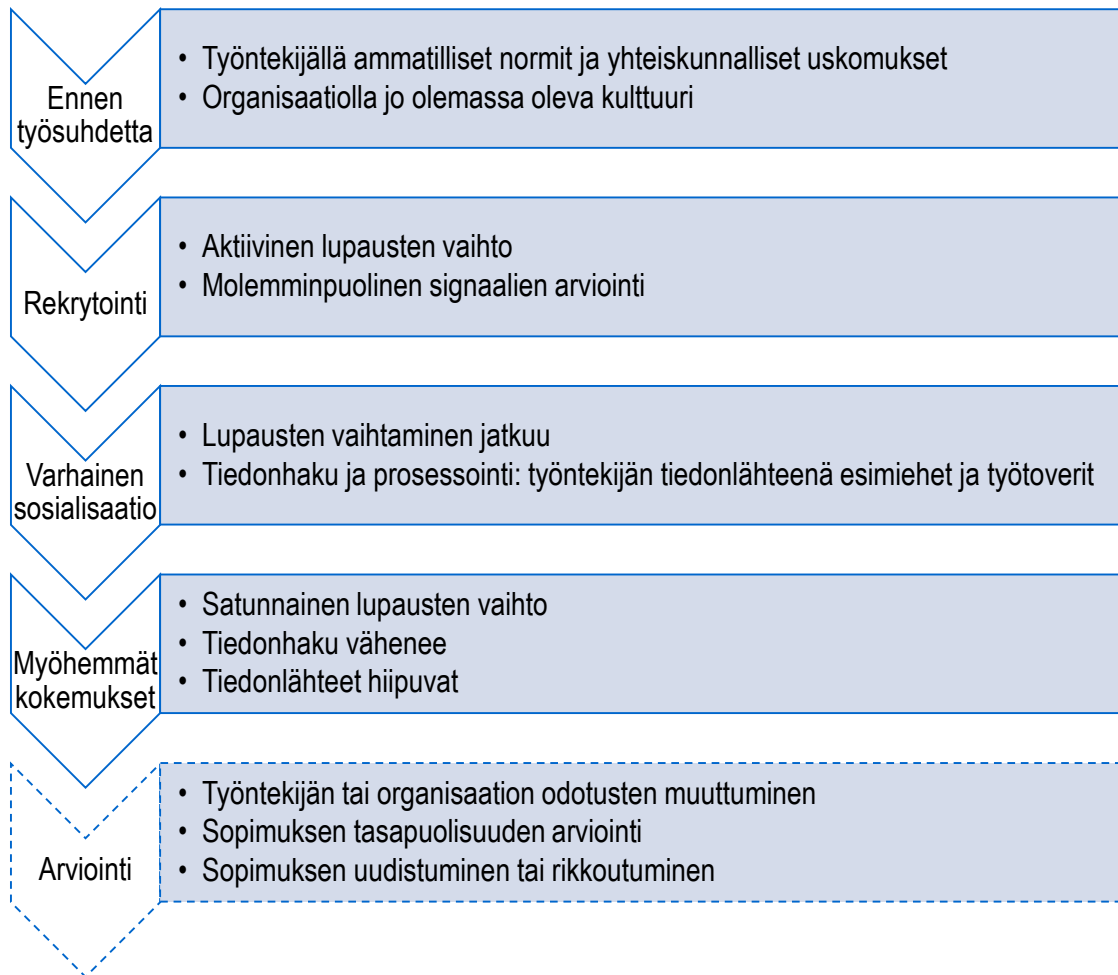 Ennen
työsuhdetta
• Työntekijällä ammatilliset normit ja yhteiskunnalliset uskomukset
• Organisaatiolla jo olemassa oleva kulttuuri
Rekrytointi
• Aktiivinen lupausten vaihto
• Molemminpuolinen signaalien arviointi
Varhainen
sosialisaatio
• Lupausten vaihtaminen jatkuu
• Tiedonhaku ja prosessointi: työntekijän tiedonlähteenä esimiehet ja työtoverit
Myöhemmät
kokemukset
• Satunnainen lupausten vaihto
• Tiedonhaku vähenee
• Tiedonlähteet hiipuvat
Arviointi
• Työntekijän tai organisaation odotusten muuttuminen
• Sopimuksen tasapuolisuuden arviointi
• Sopimuksen uudistuminen tai rikkoutuminen